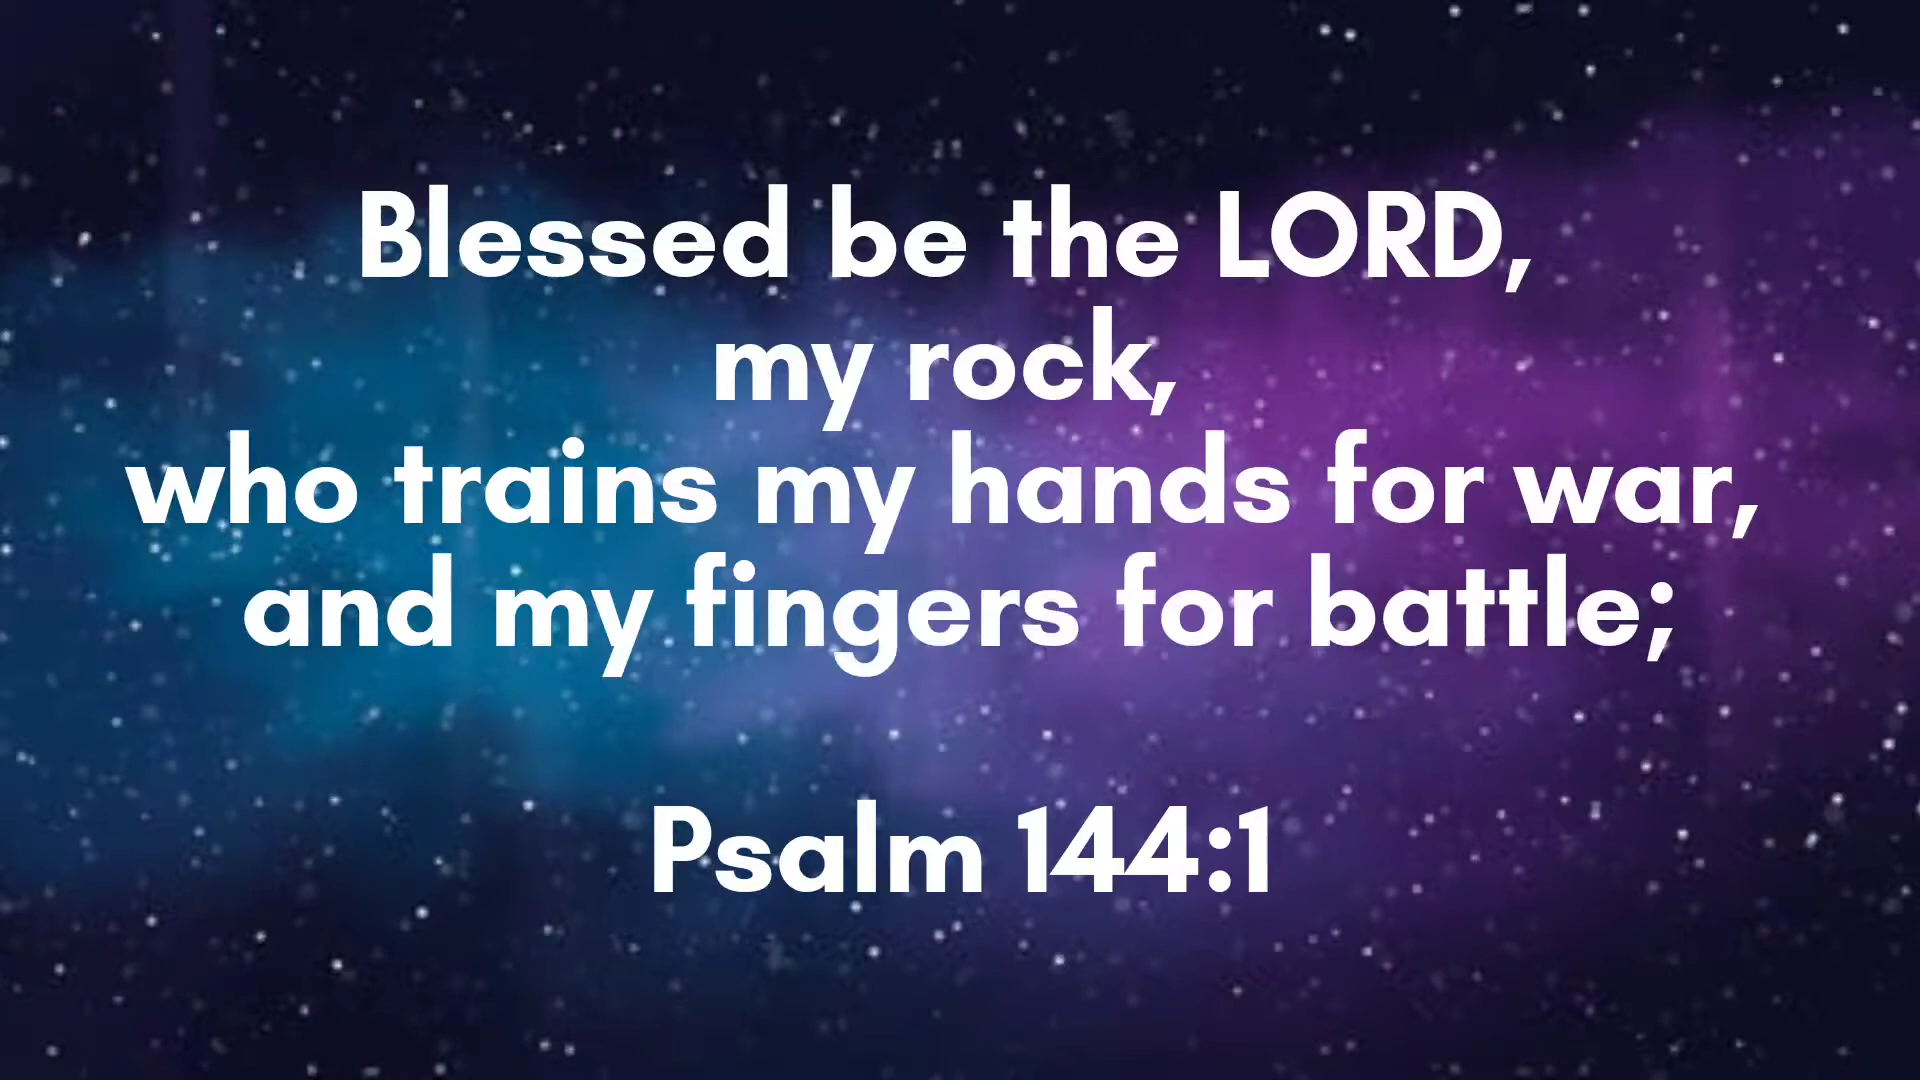 Blessed be the LORD,
my rock,
who trains my hands for war,
and my fingers for battle;
Psalm 144:1